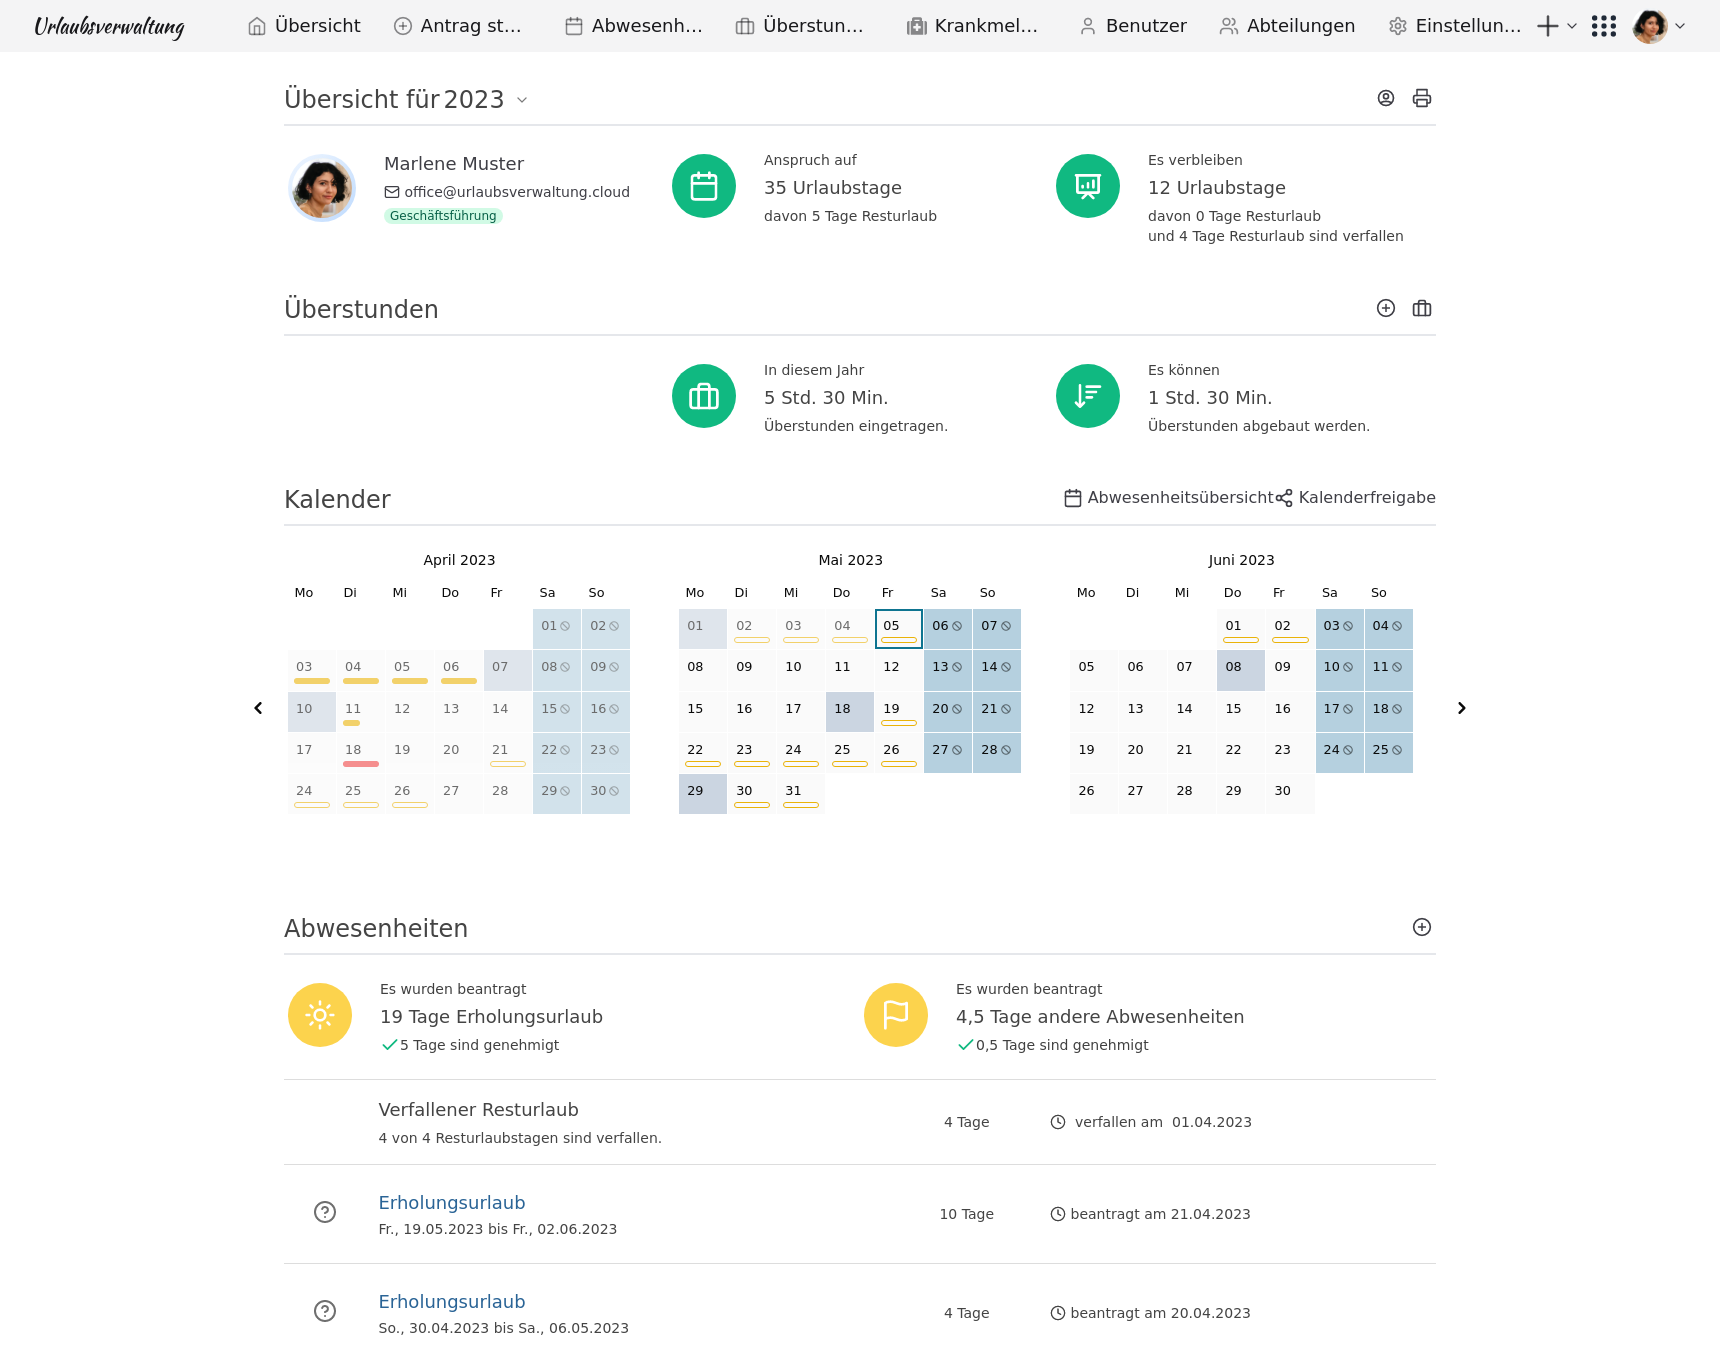 Urlaubsverwaltung Übersicht Antrag st... Abwesenh... Überstun... Krankmel... Benutzer Abteilungen Einstellun...
Übersicht für 2023
Marlene Muster
office@urlaubsverwaltung.cloud
Geschäftsführung
Anspruch auf
35 Urlaubstage
davon 5 Tage Resturlaub
Es verbleiben
12 Urlaubstage
davon 0 Tage Resturlaub
und 4 Tage Resturlaub sind verfallen
Überstunden
In diesem Jahr
5 Std. 30 Min.
Überstunden eingetragen.
Es können
1 Std. 30 Min.
Überstunden abgebaut werden.
Kalender Abwesenheitsübersicht Kalenderfreigabe
April 2023
Mo Di Mi Do Fr Sa So
01 02
03 04 05 06 07 08 09
10 11 12 13 14 15 16
17 18 19 20 21 22 23
24 25 26 27 28 29 30
Mai 2023
Mo Di Mi Do Fr Sa So
01 02 03 04 05 06 07
08 09 10 11 12 13 14
15 16 17 18 19 20 21
22 23 24 25 26 27 28
29 30 31
Juni 2023
Mo Di Mi Do Fr Sa So
01 02 03 04
05 06 07 08 09 10 11
12 13 14 15 16 17 18
19 20 21 22 23 24 25
26 27 28 29 30
Abwesenheiten
Es wurden beantragt
19 Tage Erholungsurlaub
5 Tage sind genehmigt
Es wurden beantragt
4,5 Tage andere Abwesenheiten
0,5 Tage sind genehmigt
Verfallener Resturlaub
4 von 4 Resturlaubstagen sind verfallen.
4 Tage
verfallen am 01.04.2023
Erholungsurlaub
Fr., 19.05.2023 bis Fr., 02.06.2023
10 Tage
beantragt am 21.04.2023
Erholungsurlaub
So., 30.04.2023 bis Sa., 06.05.2023
4 Tage
beantragt am 20.04.2023